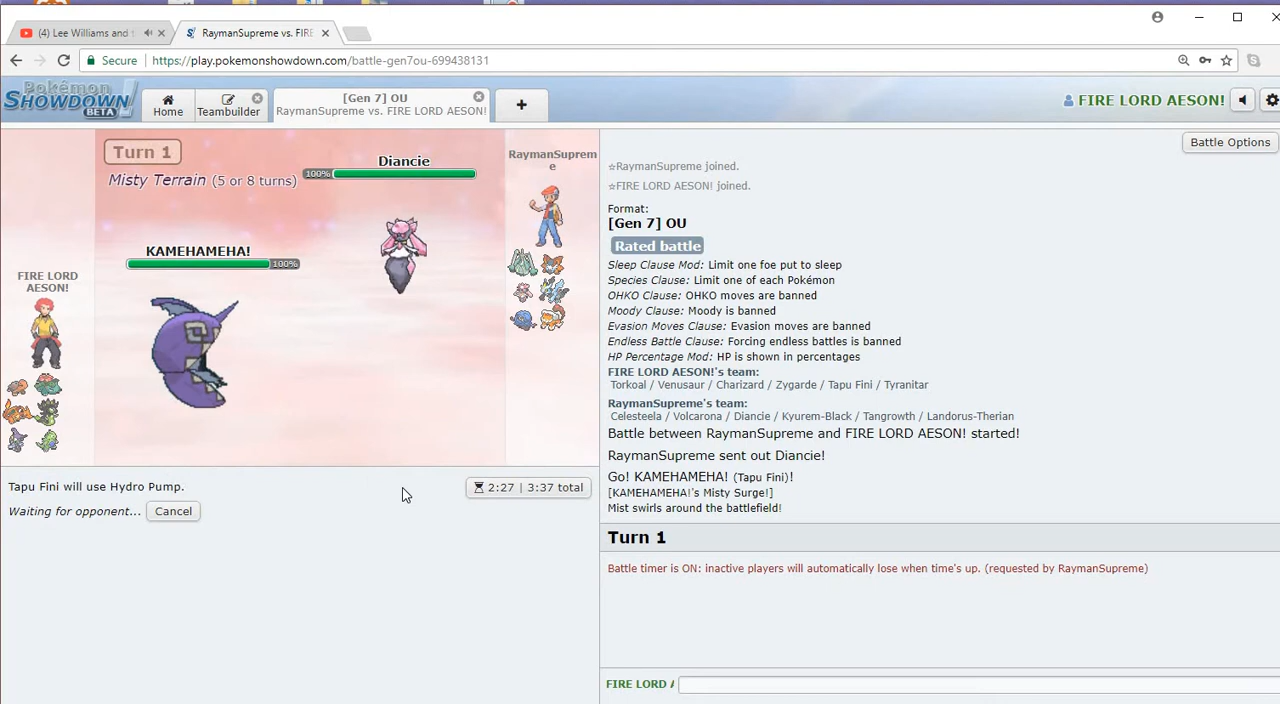 (4) Lee Williams and t
RaymanSupreme vs. FIRE
Secure
https://play.pokemonshowdown.com/battle-gen7ou-699438131
Pokémon
SHOWDOWN
BETA
Home
Teambuilder
[Gen 7] OU
RaymanSupreme vs. FIRE LORD AESON!
FIRE LORD AESON!
Turn 1
Misty Terrain (5 or 8 turns)
Diancie
100%
KAMEHAMEHA!
100%
FIRE LORD
AESON!
RaymanSuprem
e
Tapu Fini will use Hydro Pump.
Waiting for opponent... Cancel
2:27 | 3:37 total
Battle Options
☆RaymanSupreme joined.
☆FIRE LORD AESON! joined.
Format:
[Gen 7] OU
Rated battle
Sleep Clause Mod: Limit one foe put to sleep
Species Clause: Limit one of each Pokémon
OHKO Clause: OHKO moves are banned
Moody Clause: Moody is banned
Evasion Moves Clause: Evasion moves are banned
Endless Battle Clause: Forcing endless battles is banned
HP Percentage Mod: HP is shown in percentages
FIRE LORD AESON!'s team:
Torkoal / Venusaur / Charizard / Zygarde / Tapu Fini / Tyranitar
RaymanSupreme's team:
Celesteela / Volcarona / Diancie / Kyurem-Black / Tangrowth / Landorus-Therian
Battle between RaymanSupreme and FIRE LORD AESON! started!
RaymanSupreme sent out Diancie!
Go! KAMEHAMEHA! (Tapu Fini)!
[KAMEHAMEHA!'s Misty Surge!]
Mist swirls around the battlefield!
Turn 1
Battle timer is ON: inactive players will automatically lose when time's up. (requested by RaymanSupreme)
FIRE LORD A